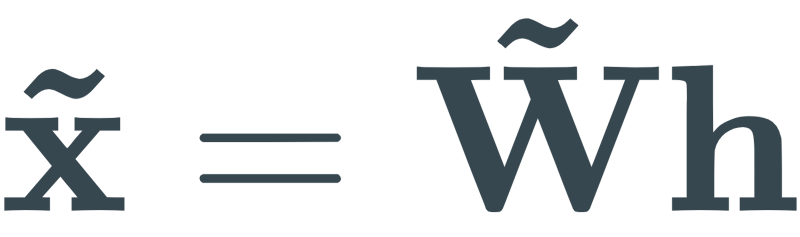 x̃ = W̃h